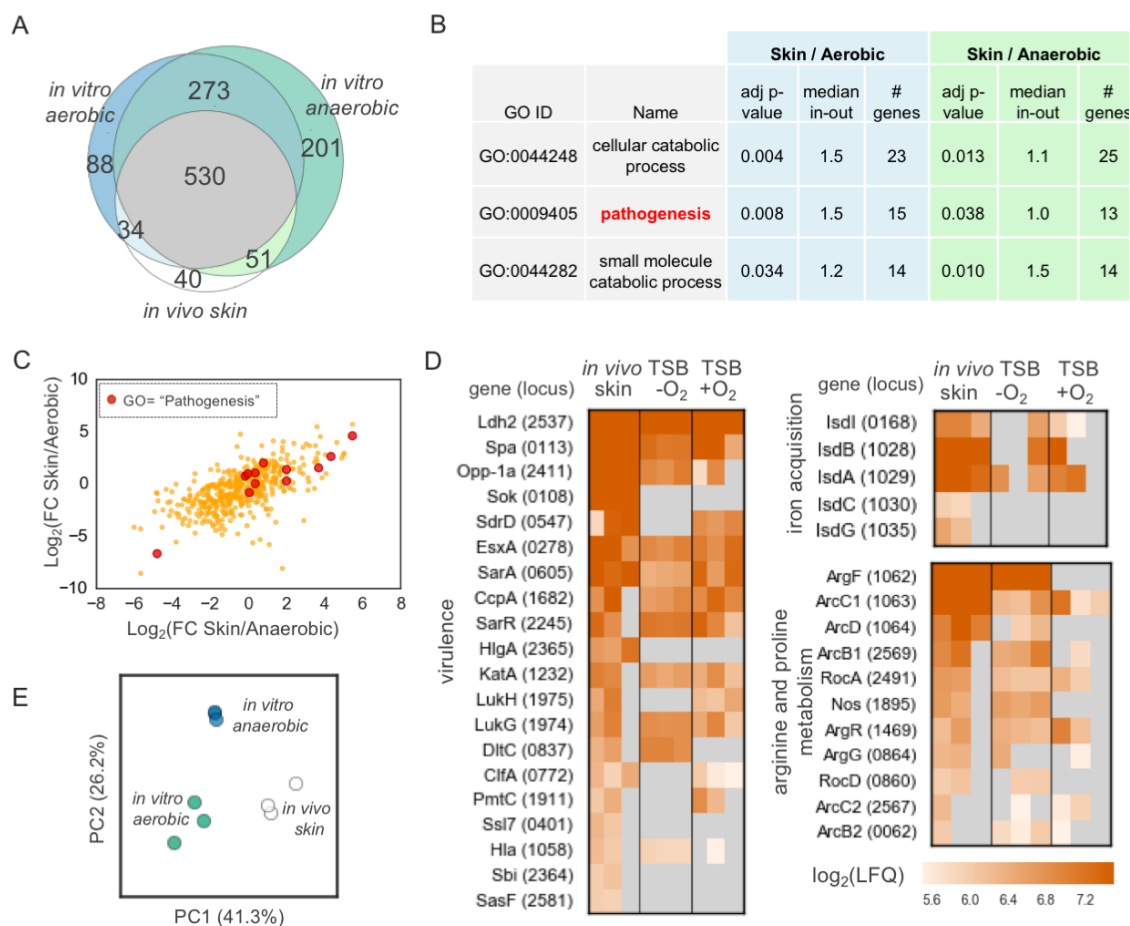 A
in vitro
aerobic
in vitro
anaerobic
273
88
201
530
34
51
40
in vivo skin
B
Skin / Aerobic
Skin / Anaerobic
GO ID
Name
adj p-
value
median
in-out
#
genes
adj p-
value
median
in-out
#
genes
GO:0044248
cellular catabolic
process
0.004
1.5
23
0.013
1.1
25
GO:0009405
pathogenesis
0.008
1.5
15
0.038
1.0
13
GO:0044282
small molecule
catabolic process
0.034
1.2
14
0.010
1.5
14
C
Log2(FC Skin/Aerobic)
10
5
0
−5
−10
GO= "Pathogenesis"
−8 −6 −4 −2 0 2 4 6 8
Log2(FC Skin/Anaerobic)
D
gene (locus)
in vivo
skin
TSB
-O2
TSB
+O2
virulence
Ldh2 (2537)
Spa (0113)
Opp-1a (2411)
Sok (0108)
SdrD (0547)
EsxA (0278)
SarA (0605)
CcpA (1682)
SarR (2245)
HlgA (2365)
KatA (1232)
LukH (1975)
LukG (1974)
DltC (0837)
ClfA (0772)
PmtC (1911)
Ssl7 (0401)
Hla (1058)
Sbi (2364)
SasF (2581)
gene (locus)
in vivo
skin
TSB
-O2
TSB
+O2
iron acquisition
IsdI (0168)
IsdB (1028)
IsdA (1029)
IsdC (1030)
IsdG (1035)
arginine and proline
metabolism
ArgF (1062)
ArcC1 (1063)
ArcD (1064)
ArcB1 (2569)
RocA (2491)
Nos (1895)
ArgR (1469)
ArgG (0864)
RocD (0860)
ArcC2 (2567)
ArcB2 (0062)
log2(LFQ)
5.6 6.0 6.4 6.8 7.2
E
PC2 (26.2%)
in vitro
anaerobic
in vitro
aerobic
in vivo
skin
PC1 (41.3%)